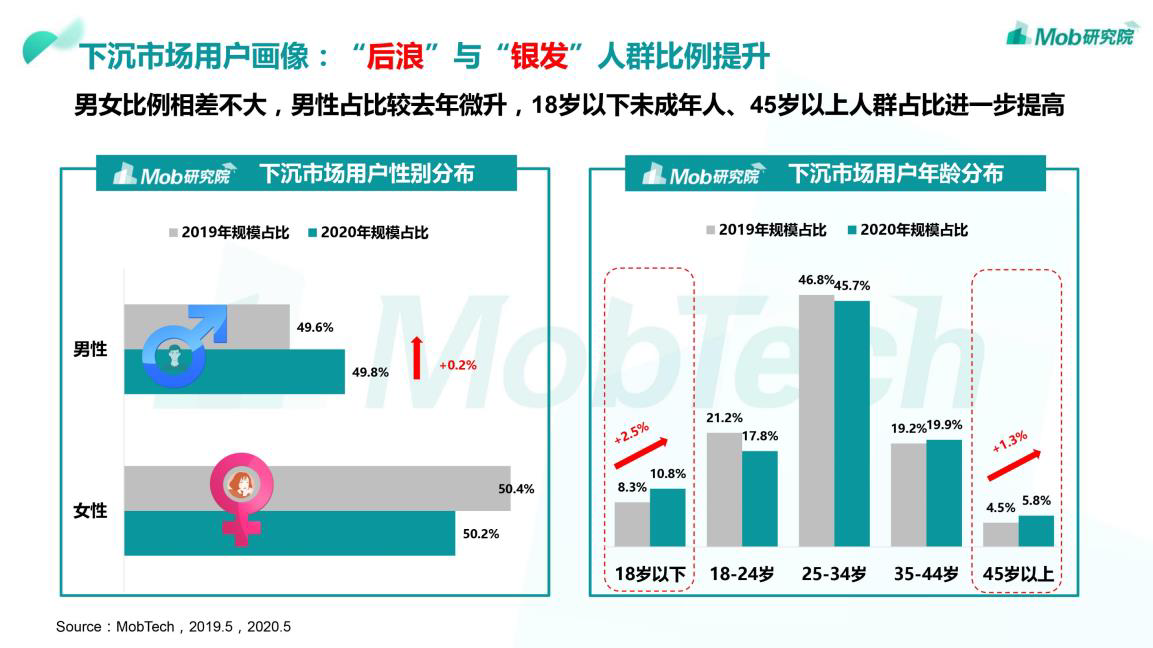 下沉市场用户画像：“后浪”与“银发”人群比例提升
Mob研究院
男女比例相差不大，男性占比较去年微升，18岁以下未成年人、45岁以上人群占比进一步提高
Mob研究院 下沉市场用户性别分布
2019年规模占比 2020年规模占比
男性
49.6%
49.8%
+0.2%
女性
50.4%
50.2%
Mob研究院 下沉市场用户年龄分布
2019年规模占比 2020年规模占比
+2.5%
8.3% 10.8%
21.2% 17.8%
46.8% 45.7%
19.2% 19.9%
+1.3%
4.5% 5.8%
18岁以下 18-24岁 25-34岁 35-44岁 45岁以上
MobTech
Source：MobTech，2019.5，2020.5